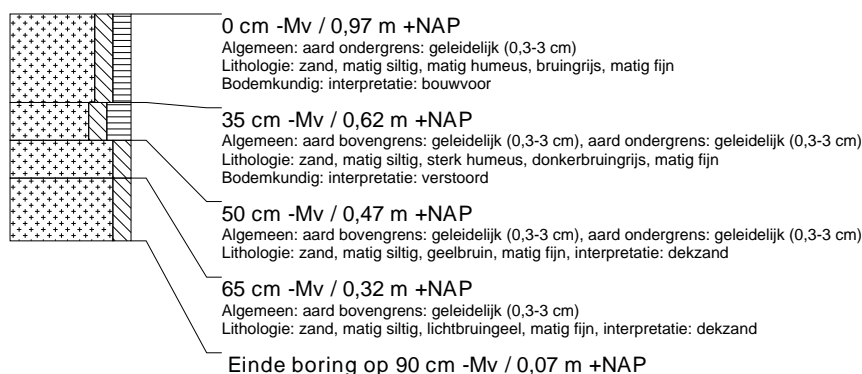 0 cm -Mv / 0,97 m +NAP
Algemeen: aard ondergrens: geleidelijk (0,3-3 cm)
Lithologie: zand, matig siltig, matig humeus, bruingrijs, matig fijn
Bodemkundig: interpretatie: bouwvoor
35 cm -Mv / 0,62 m +NAP
Algemeen: aard bovengrens: geleidelijk (0,3-3 cm), aard ondergrens: geleidelijk (0,3-3 cm)
Lithologie: zand, matig siltig, sterk humeus, donkerbruingrijs, matig fijn
Bodemkundig: interpretatie: verstoord
50 cm -Mv / 0,47 m +NAP
Algemeen: aard bovengrens: geleidelijk (0,3-3 cm), aard ondergrens: geleidelijk (0,3-3 cm)
Lithologie: zand, matig siltig, geelbruin, matig fijn, interpretatie: dekzand
65 cm -Mv / 0,32 m +NAP
Algemeen: aard bovengrens: geleidelijk (0,3-3 cm)
Lithologie: zand, matig siltig, lichtbruingeel, matig fijn, interpretatie: dekzand
Einde boring op 90 cm -Mv / 0,07 m +NAP